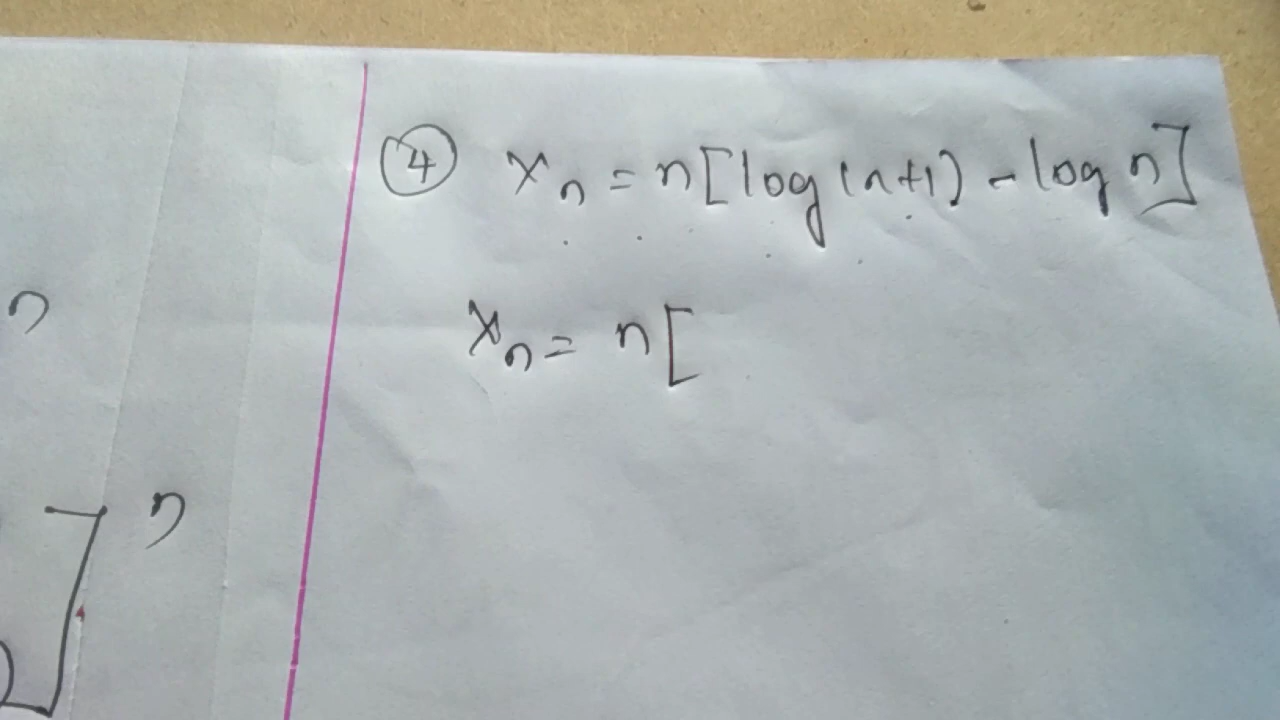 ④ xn = n[log(n+1) - log n]
xn = n[
n
] n